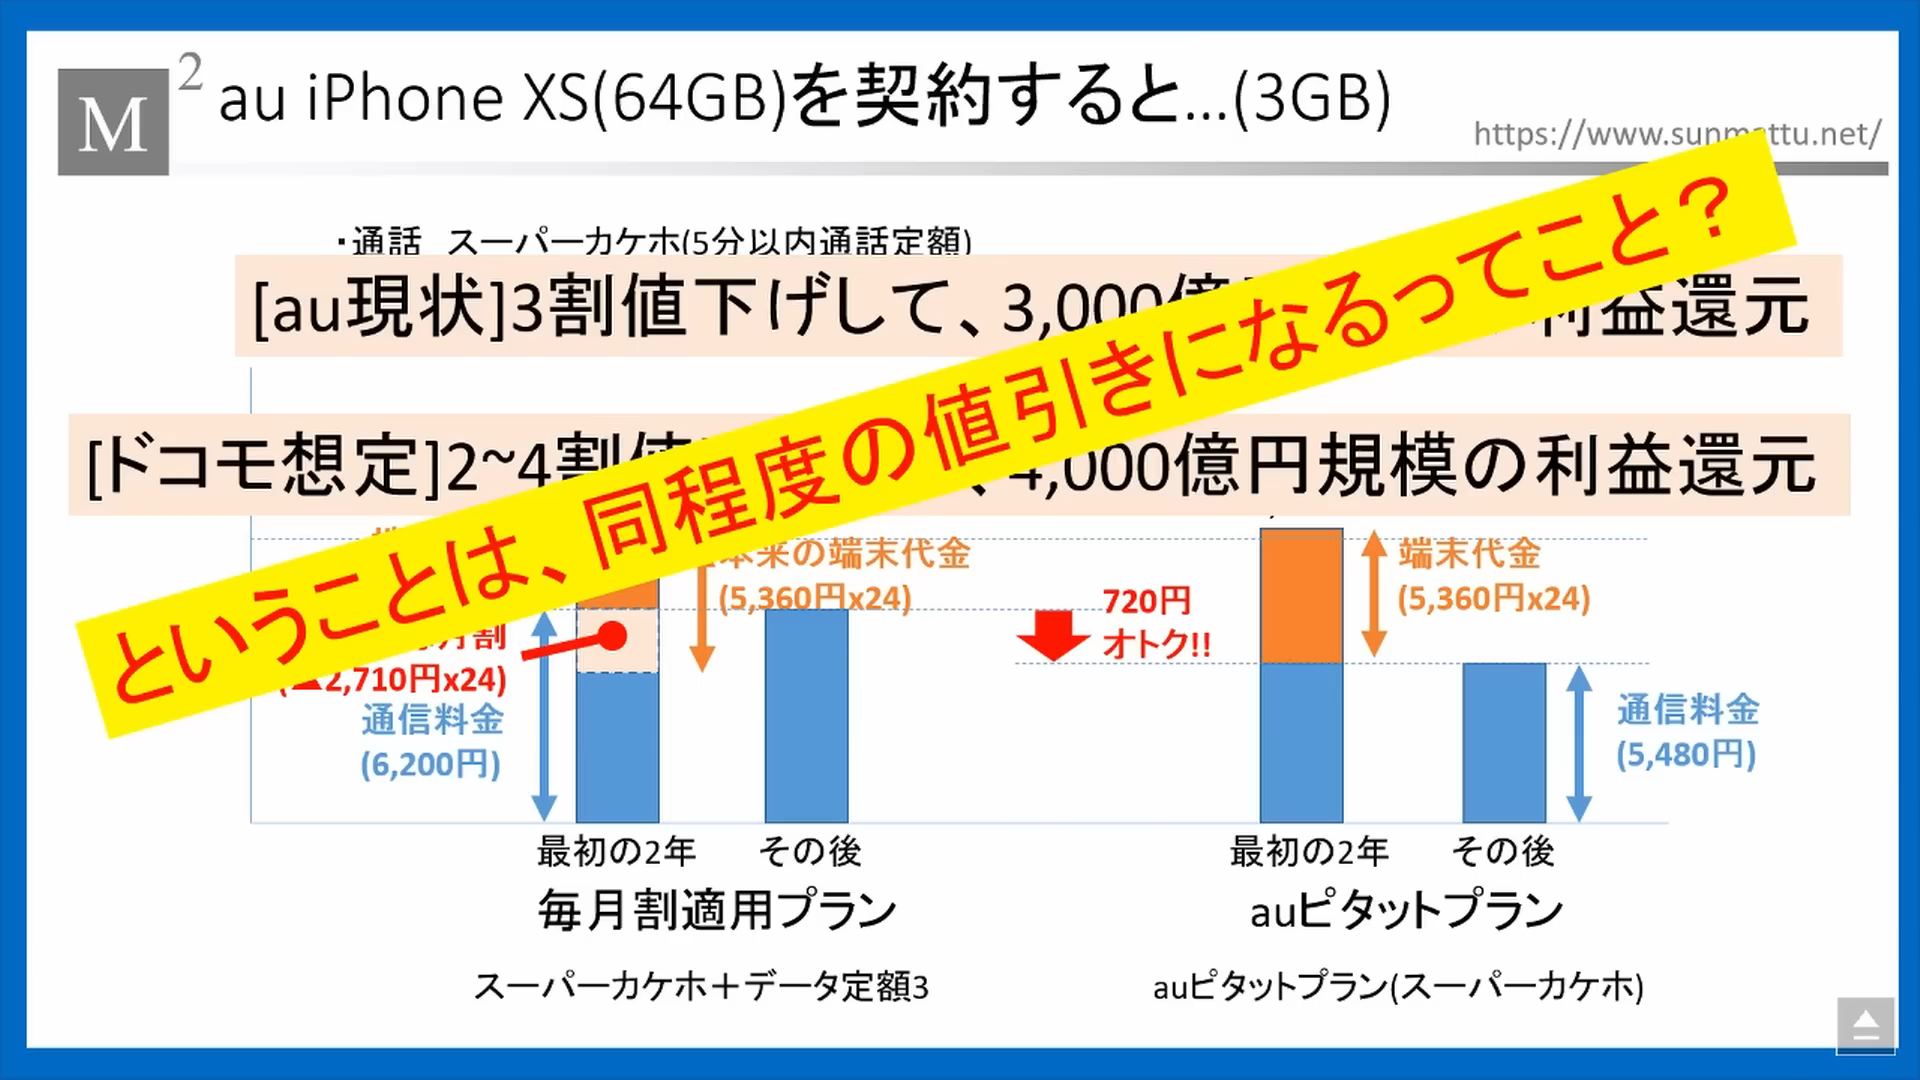 M2
au iPhone XS(64GB)を契約すると…(3GB)
https://www.sunmattu.net/
・通話 スーパーカケホ(5分以内通話定額)
[au現状]3割値下げして、3,000億 利益還元
ということは、同程度の値引きになるってこと？
[ドコモ想定]2~4割値 、4,000億円規模の利益還元
本来の端末代金
(5,360円x24)
月割
(▲2,710円x24)
通信料金
(6,200円)
720円
オトク!!
端末代金
(5,360円x24)
通信料金
(5,480円)
最初の2年
その後
最初の2年
その後
毎月割適用プラン
auピタットプラン
スーパーカケホ＋データ定額3
auピタットプラン(スーパーカケホ)